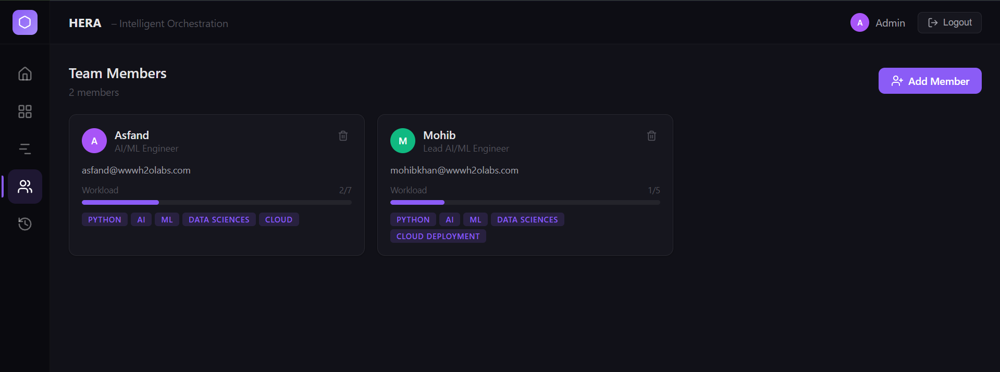 HERA – Intelligent Orchestration
A Admin Logout
Team Members
2 members
Add Member
A Asfand
AI/ML Engineer
asfand@wwwh2olabs.com
Workload 2/7
PYTHON AI ML DATA SCIENCES CLOUD
M Mohib
Lead AI/ML Engineer
mohibkhan@wwwh2olabs.com
Workload 1/5
PYTHON AI ML DATA SCIENCES
CLOUD DEPLOYMENT